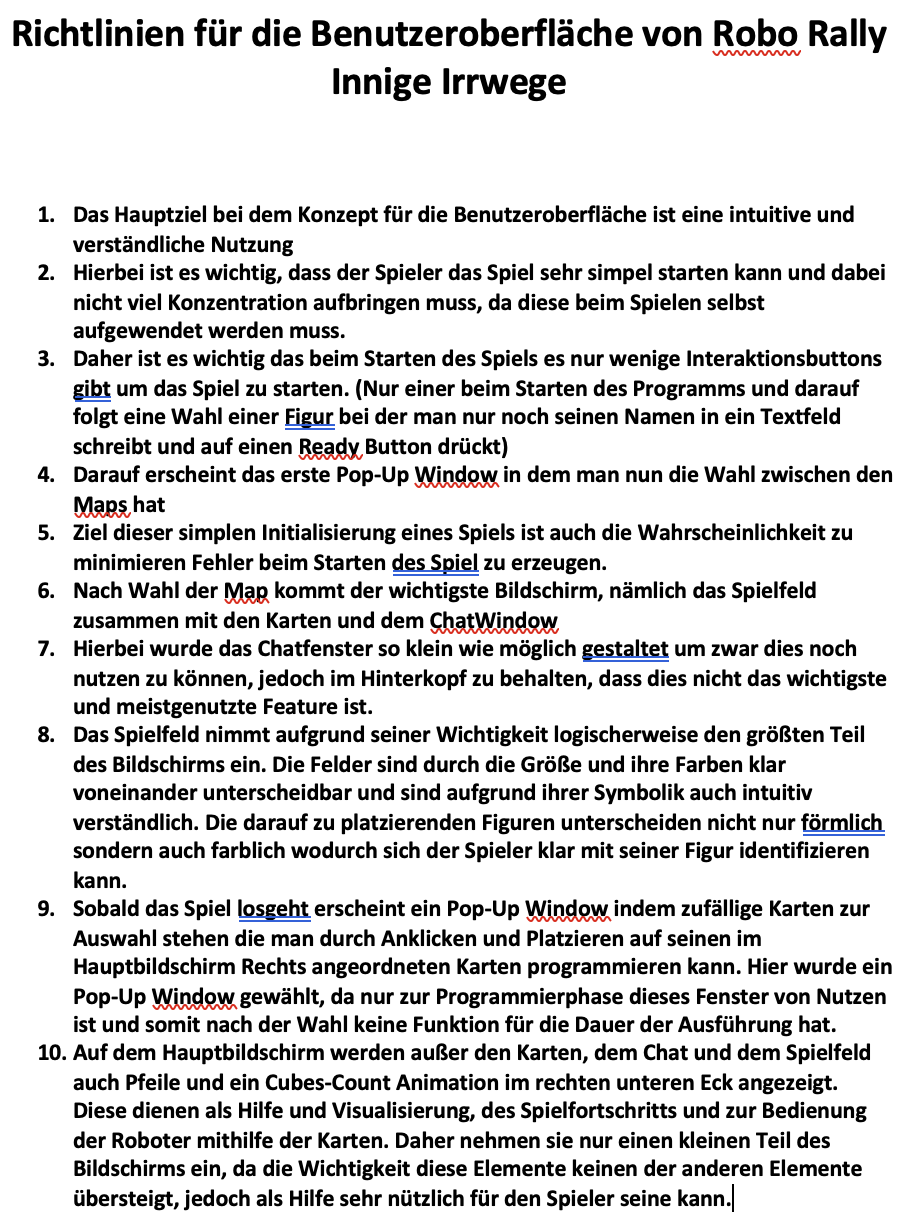 Richtlinien für die Benutzeroberfläche von Robo Rally
Innige Irrwege
1. Das Hauptziel bei dem Konzept für die Benutzeroberfläche ist eine intuitive und
verständliche Nutzung
2. Hierbei ist es wichtig, dass der Spieler das Spiel sehr simpel starten kann und dabei
nicht viel Konzentration aufbringen muss, da diese beim Spielen selbst
aufgewendet werden muss.
3. Daher ist es wichtig das beim Starten des Spiels es nur wenige Interaktionsbuttons
gibt um das Spiel zu starten. (Nur einer beim Starten des Programms und darauf
folgt eine Wahl einer Figur bei der man nur noch seinen Namen in ein Textfeld
schreibt und auf einen Ready Button drückt)
4. Darauf erscheint das erste Pop-Up Window in dem man nun die Wahl zwischen den
Maps hat
5. Ziel dieser simplen Initialisierung eines Spiels ist auch die Wahrscheinlichkeit zu
minimieren Fehler beim Starten des Spiel zu erzeugen.
6. Nach Wahl der Map kommt der wichtigste Bildschirm, nämlich das Spielfeld
zusammen mit den Karten und dem ChatWindow
7. Hierbei wurde das Chatfenster so klein wie möglich gestaltet um zwar dies noch
nutzen zu können, jedoch im Hinterkopf zu behalten, dass dies nicht das wichtigste
und meistgenutzte Feature ist.
8. Das Spielfeld nimmt aufgrund seiner Wichtigkeit logischerweise den größten Teil
des Bildschirms ein. Die Felder sind durch die Größe und ihre Farben klar
voneinander unterscheidbar und sind aufgrund ihrer Symbolik auch intuitiv
verständlich. Die darauf zu platzierenden Figuren unterscheiden nicht nur förmlich
sondern auch farblich wodurch sich der Spieler klar mit seiner Figur identifizieren
kann.
9. Sobald das Spiel losgeht erscheint ein Pop-Up Window indem zufällige Karten zur
Auswahl stehen die man durch Anklicken und Platzieren auf seinen im
Hauptbildschirm Rechts angeordneten Karten programmieren kann. Hier wurde ein
Pop-Up Window gewählt, da nur zur Programmierphase dieses Fenster von Nutzen
ist und somit nach der Wahl keine Funktion für die Dauer der Ausführung hat.
10. Auf dem Hauptbildschirm werden außer den Karten, dem Chat und dem Spielfeld
auch Pfeile und ein Cubes-Count Animation im rechten unteren Eck angezeigt.
Diese dienen als Hilfe und Visualisierung, des Spielfortschritts und zur Bedienung
der Roboter mithilfe der Karten. Daher nehmen sie nur einen kleinen Teil des
Bildschirms ein, da die Wichtigkeit diese Elemente keinen der anderen Elemente
übersteigt, jedoch als Hilfe sehr nützlich für den Spieler seine kann.